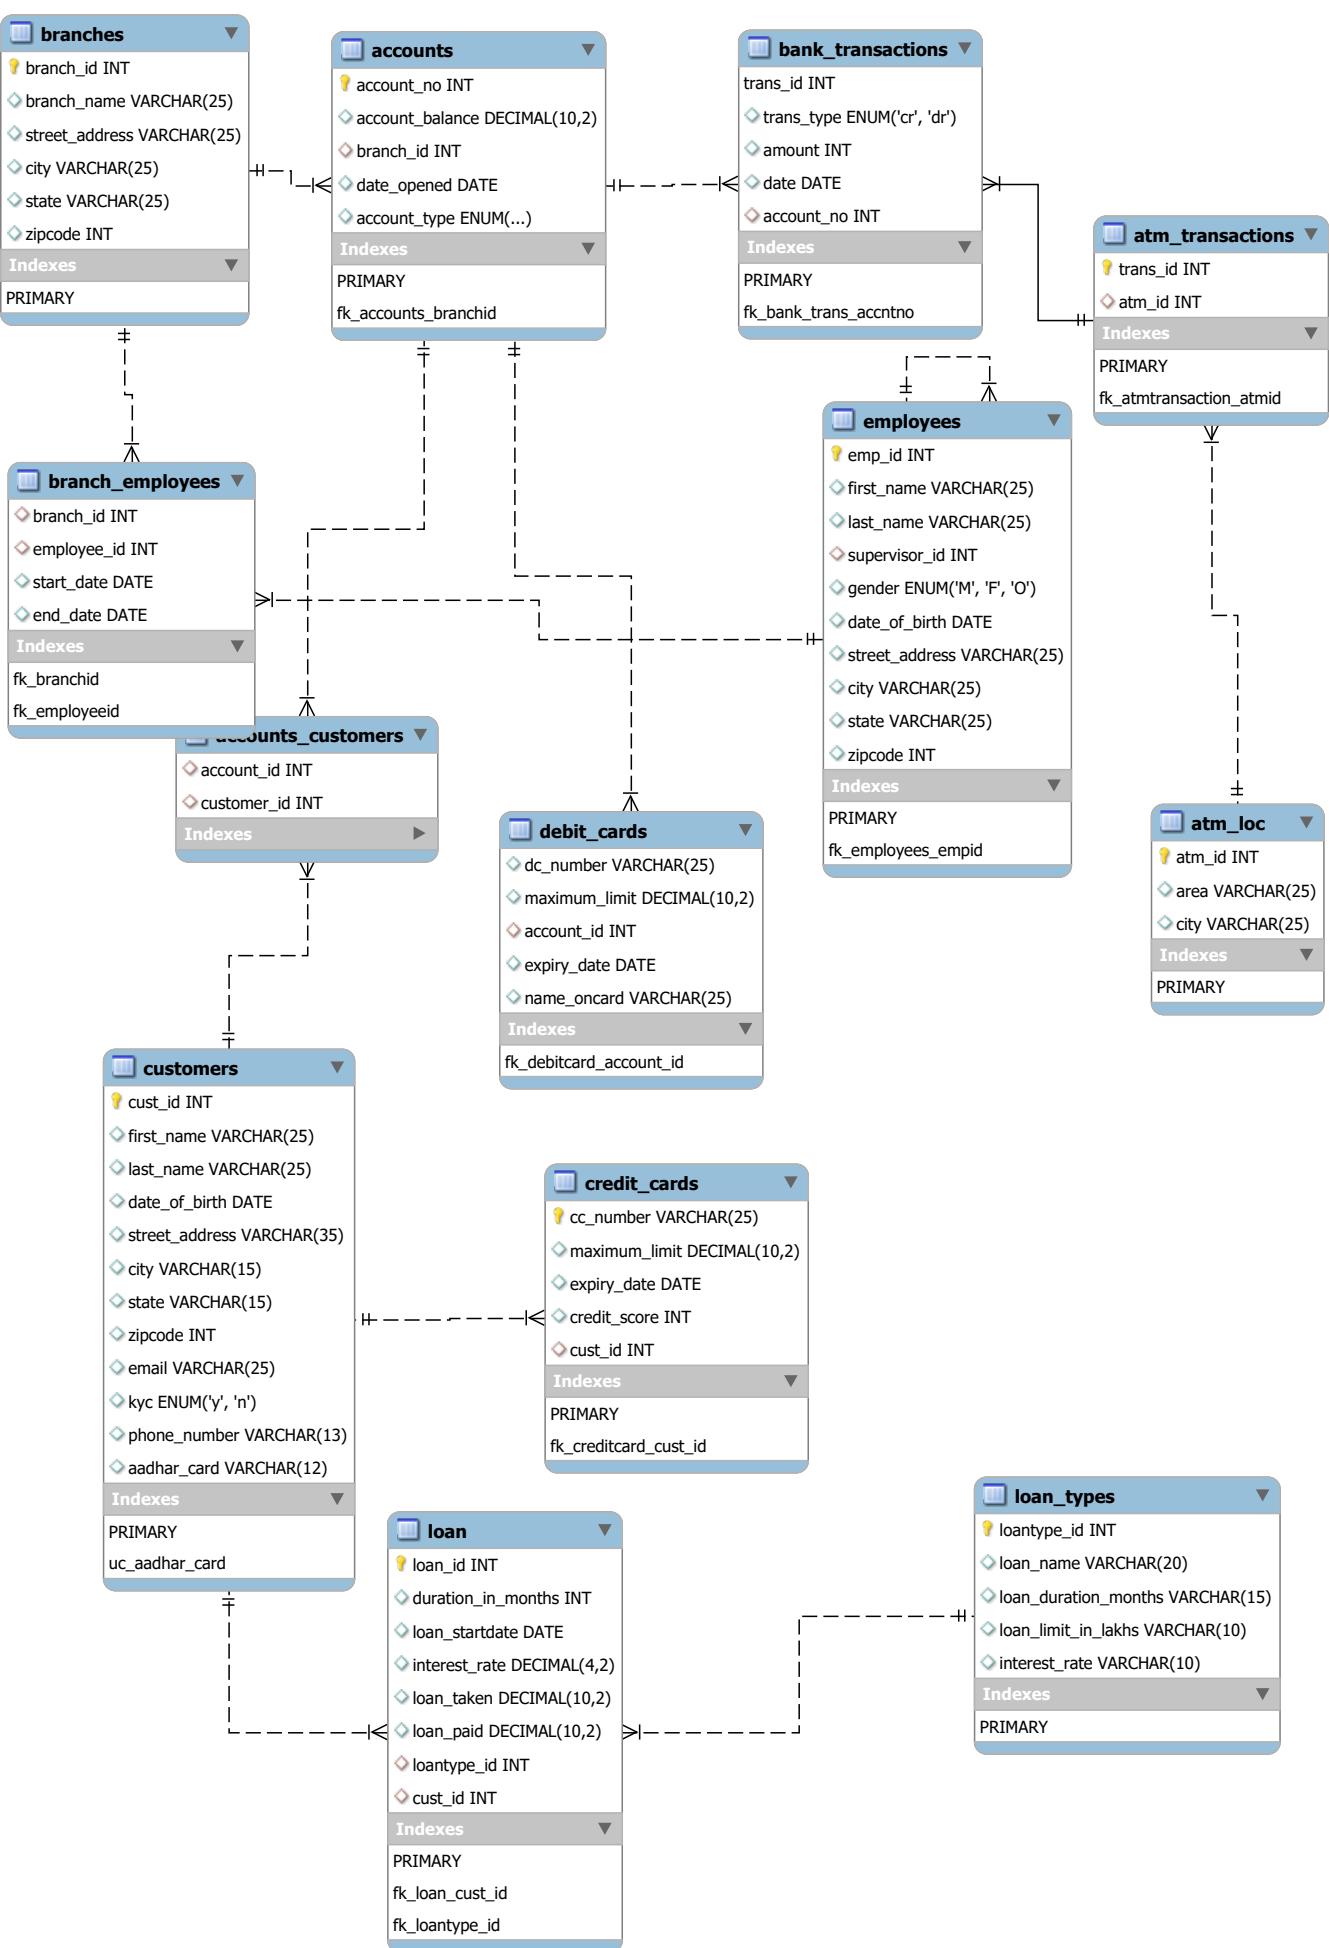 branches
branch_id INT
branch_name VARCHAR(25)
street_address VARCHAR(25)
city VARCHAR(25)
state VARCHAR(25)
zipcode INT
Indexes
PRIMARY
accounts
account_no INT
account_balance DECIMAL(10,2)
branch_id INT
date_opened DATE
account_type ENUM(...)
Indexes
PRIMARY
fk_accounts_branchid
bank_transactions
trans_id INT
trans_type ENUM('cr', 'dr')
amount INT
date DATE
account_no INT
Indexes
PRIMARY
fk_bank_trans_accntno
atm_transactions
trans_id INT
atm_id INT
Indexes
PRIMARY
fk_atmtransaction_atmid
branch_employees
branch_id INT
employee_id INT
start_date DATE
end_date DATE
Indexes
fk_branchid
fk_employeeid
employees
emp_id INT
first_name VARCHAR(25)
last_name VARCHAR(25)
supervisor_id INT
gender ENUM('M', 'F', 'O')
date_of_birth DATE
street_address VARCHAR(25)
city VARCHAR(25)
state VARCHAR(25)
zipcode INT
Indexes
PRIMARY
fk_employees_empid
accounts_customers
account_id INT
customer_id INT
Indexes
debit_cards
dc_number VARCHAR(25)
maximum_limit DECIMAL(10,2)
account_id INT
expiry_date DATE
name_oncard VARCHAR(25)
Indexes
fk_debitcard_account_id
atm_loc
atm_id INT
area VARCHAR(25)
city VARCHAR(25)
Indexes
PRIMARY
customers
cust_id INT
first_name VARCHAR(25)
last_name VARCHAR(25)
date_of_birth DATE
street_address VARCHAR(35)
city VARCHAR(15)
state VARCHAR(15)
zipcode INT
email VARCHAR(25)
kyc ENUM('y', 'n')
phone_number VARCHAR(13)
aadhar_card VARCHAR(12)
Indexes
PRIMARY
uc_aadhar_card
credit_cards
cc_number VARCHAR(25)
maximum_limit DECIMAL(10,2)
expiry_date DATE
credit_score INT
cust_id INT
Indexes
PRIMARY
fk_creditcard_cust_id
loan
loan_id INT
duration_in_months INT
loan_startdate DATE
interest_rate DECIMAL(4,2)
loan_taken DECIMAL(10,2)
loan_paid DECIMAL(10,2)
loantype_id INT
cust_id INT
Indexes
PRIMARY
fk_loan_cust_id
fk_loantype_id
loan_types
loantype_id INT
loan_name VARCHAR(20)
loan_duration_months VARCHAR(15)
loan_limit_in_lakhs VARCHAR(10)
interest_rate VARCHAR(10)
Indexes
PRIMARY